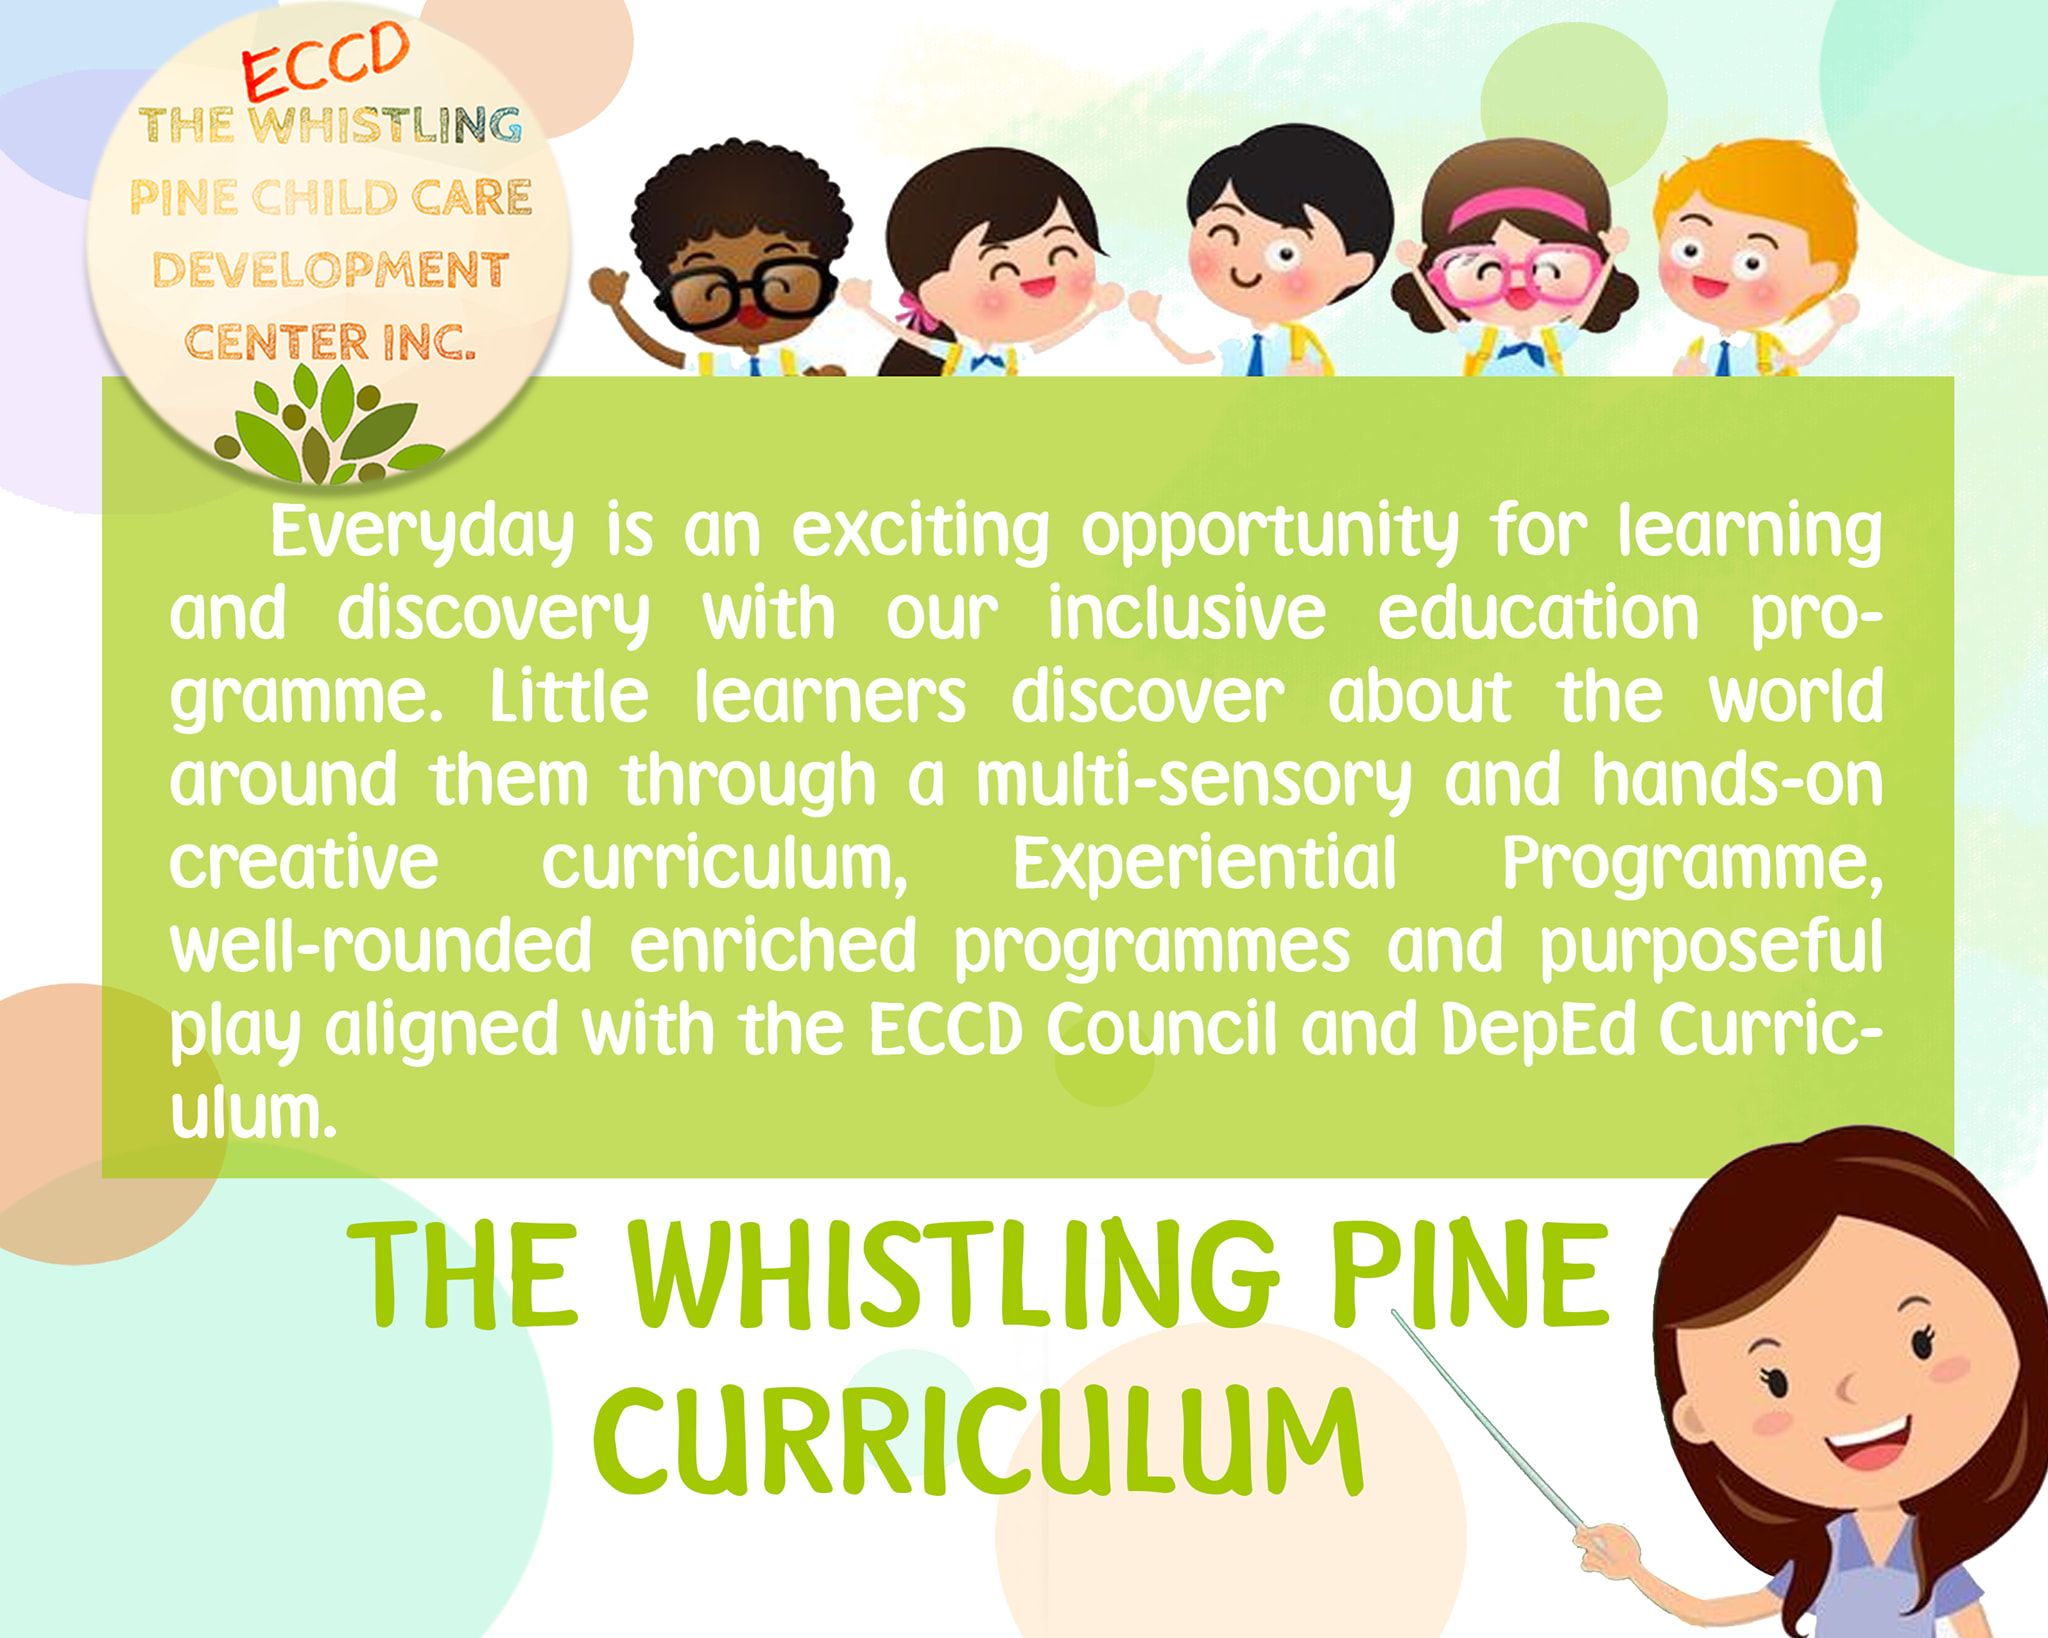 ECCD
THE WHISTLING
PINE CHILD CARE
DEVELOPMENT
CENTER INC.
Everyday is an exciting opportunity for learning
and discovery with our inclusive education pro-
gramme. Little learners discover about the world
around them through a multi-sensory and hands-on
creative curriculum, Experiential Programme,
well-rounded enriched programmes and purposeful
play aligned with the ECCD Council and DepEd Curric-
ulum.
THE WHISTLING PINE
CURRICULUM